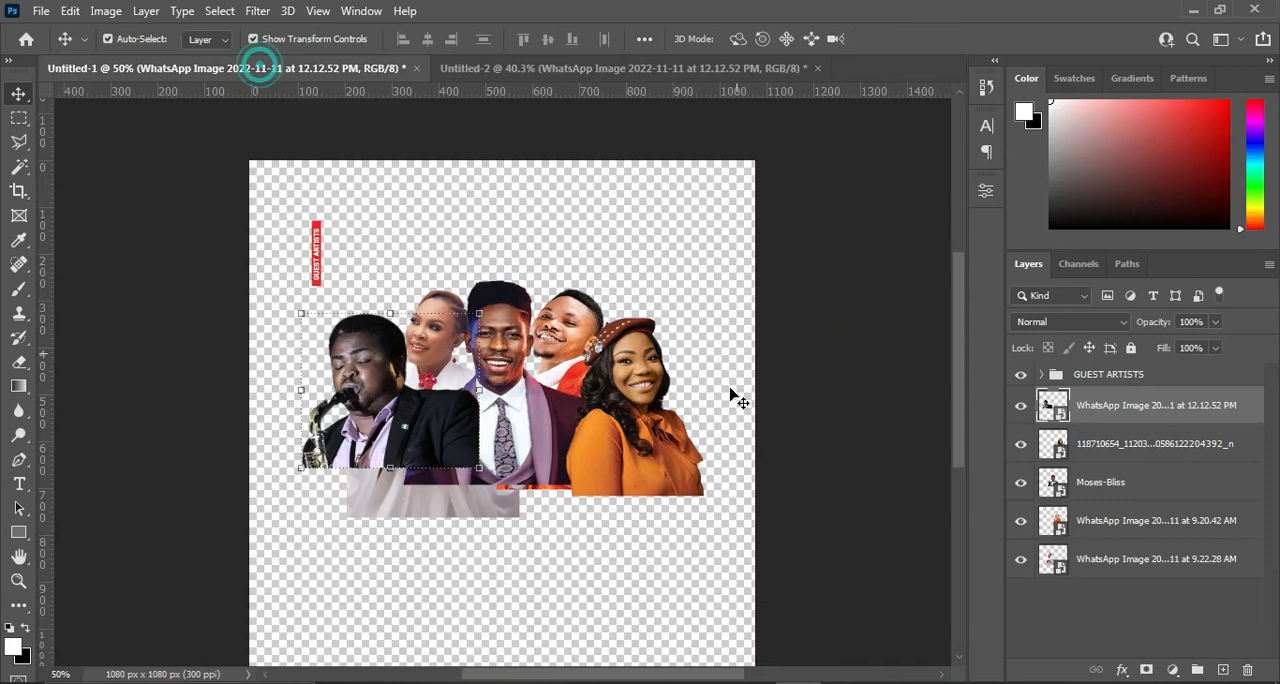 Ps File Edit Image Layer Type Select Filter 3D View Window Help
Auto-Select: Layer Show Transform Controls 3D Mode:
Untitled-1 @ 50% (WhatsApp Image 2022-11-11 at 12.12.52 PM, RGB/8) * Untitled-2 @ 40.3% (WhatsApp Image 2022-11-11 at 12.12.52 PM, RGB/8) *
400 300 200 100 0 100 200 300 400 500 600 700 800 900 1000 1100 1200 1300 1400
GUEST ARTISTS
Color Swatches Gradients Patterns
Layers Channels Paths
Kind
Normal Opacity: 100%
Lock: Fill: 100%
GUEST ARTISTS
WhatsApp Image 20...1 at 12.12.52 PM
118710654_11203...0586122204392_n
Moses-Bliss
WhatsApp Image 20...11 at 9.20.42 AM
WhatsApp Image 20...11 at 9.22.28 AM
50% 1080 px x 1080 px (300 ppi)